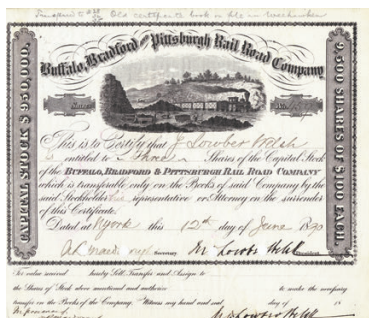 Buffalo, Bradford and Pittsburgh Rail Road Company
CAPITAL STOCK $950,000.
9,500 SHARES OF $100 EACH.
This is to Certify that J Lowber Welsh
is entitled to Three Shares of the Capital Stock
of the BUFFALO, BRADFORD & PITTSBURGH RAIL ROAD COMPANY
which is transferable only on the Books of said Company by the
said Stockholder his representative or Attorney on the surrender
of this Certificate.
Dated at N York this 12th day of June 1890
Secretary
President
For value received hereby Sell, Transfer and Assign to
the Shares of Stock above mentioned and authorize to make the necessary
transfer on the Books of the Company. Witness my hand and seal day of 18